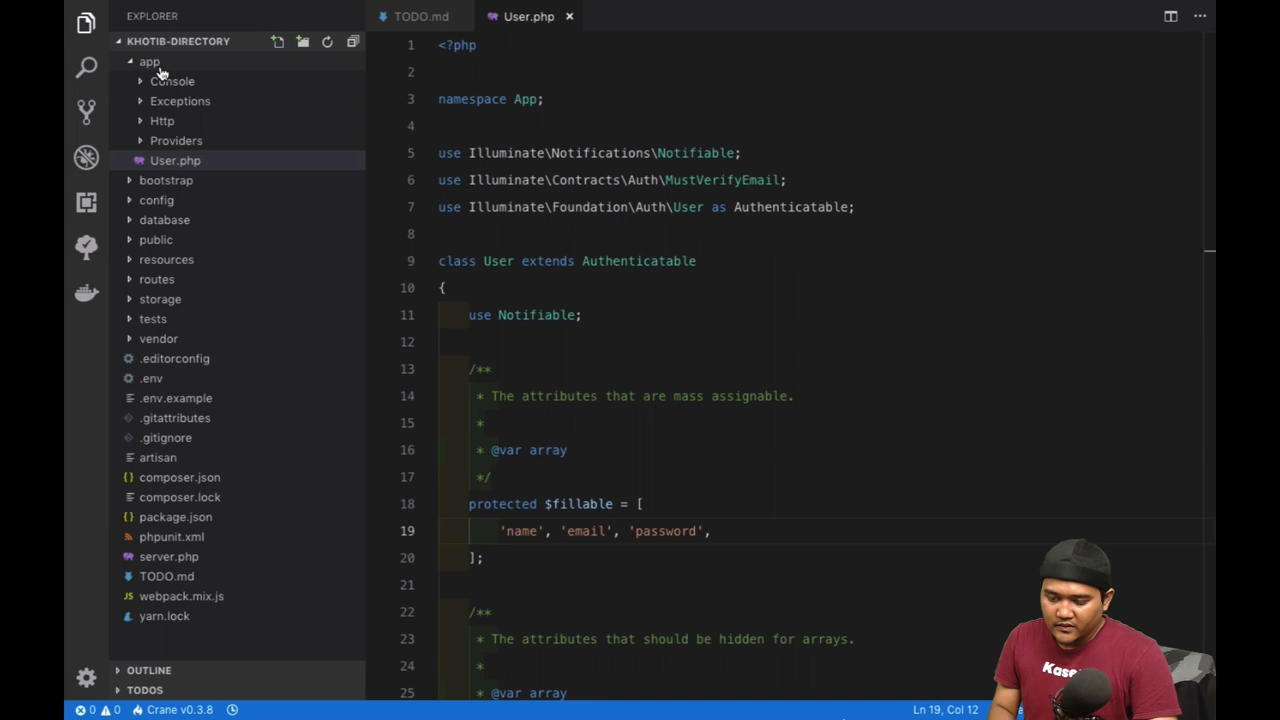 EXPLORER
KHOTIB-DIRECTORY
app
Console
Exceptions
Http
Providers
User.php
bootstrap
config
database
public
resources
routes
storage
tests
vendor
.editorconfig
.env
.env.example
.gitattributes
.gitignore
artisan
{} composer.json
composer.lock
{} package.json
phpunit.xml
server.php
TODO.md
JS webpack.mix.js
yarn.lock
OUTLINE
TODOS
TODO.md
User.php
1 <?php
2
3 namespace App;
4
5 use Illuminate\Notifications\Notifiable;
6 use Illuminate\Contracts\Auth\MustVerifyEmail;
7 use Illuminate\Foundation\Auth\User as Authenticatable;
8
9 class User extends Authenticatable
10 {
11 use Notifiable;
12
13 /**
14 * The attributes that are mass assignable.
15 *
16 * @var array
17 */
18 protected $fillable = [
19 'name', 'email', 'password',
20 ];
21
22 /**
23 * The attributes that should be hidden for arrays.
24 *
25 * @var array
0 0 Crane v0.3.8
Ln 19, Col 12